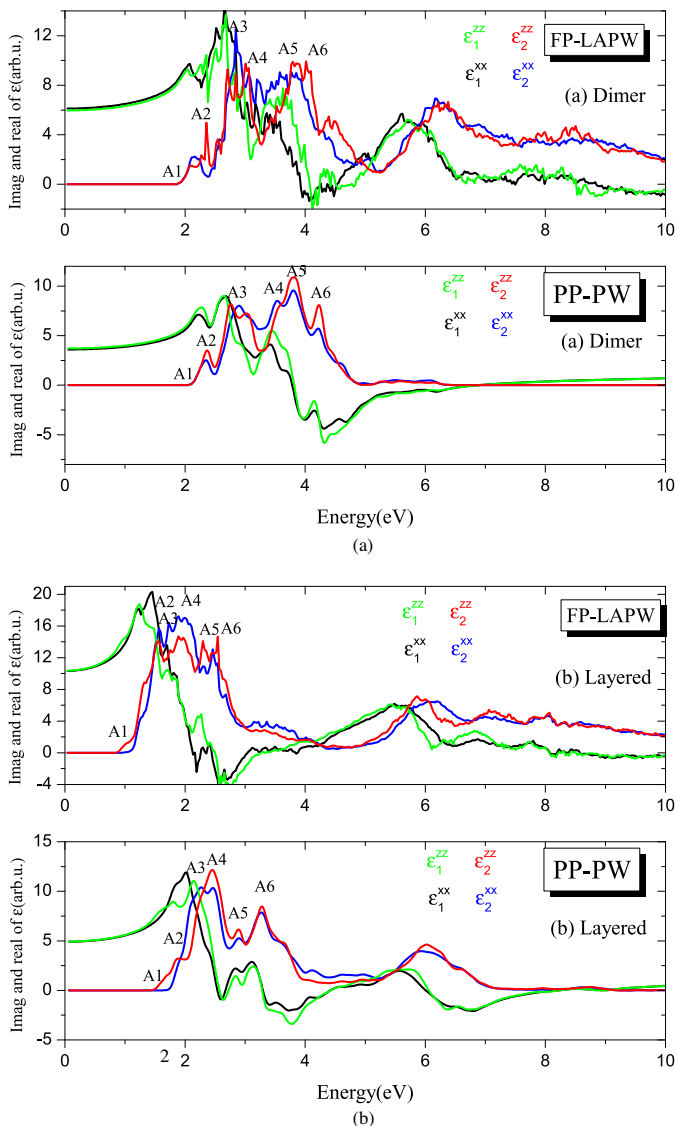 12
8
4
0
Imag and real of ε(arb.u.)
A1
A2
A3
A4
A5
A6
ε₁ᶻᶻ ε₂ᶻᶻ
ε₁ˣˣ ε₂ˣˣ
FP-LAPW
(a) Dimer
0 2 4 6 8 10
10
5
0
-5
Imag and real of ε(arb.u.)
A1
A2
A3
A4
A5
A6
ε₁ᶻᶻ ε₂ᶻᶻ
ε₁ˣˣ ε₂ˣˣ
PP-PW
(a) Dimer
0 2 4 6 8 10
Energy(eV)
(a)
20
16
12
8
4
0
-4
Imag and real of ε(arb.u.)
A1
A2
A3
A4
A5
A6
ε₁ᶻᶻ ε₂ᶻᶻ
ε₁ˣˣ ε₂ˣˣ
FP-LAPW
(b) Layered
0 2 4 6 8 10
15
10
5
0
-5
Imag and real of ε(arb.u.)
A1
A2
A3
A4
A5
A6
ε₁ᶻᶻ ε₂ᶻᶻ
ε₁ˣˣ ε₂ˣˣ
PP-PW
(b) Layered
0 2 4 6 8 10
2
Energy(eV)
(b)